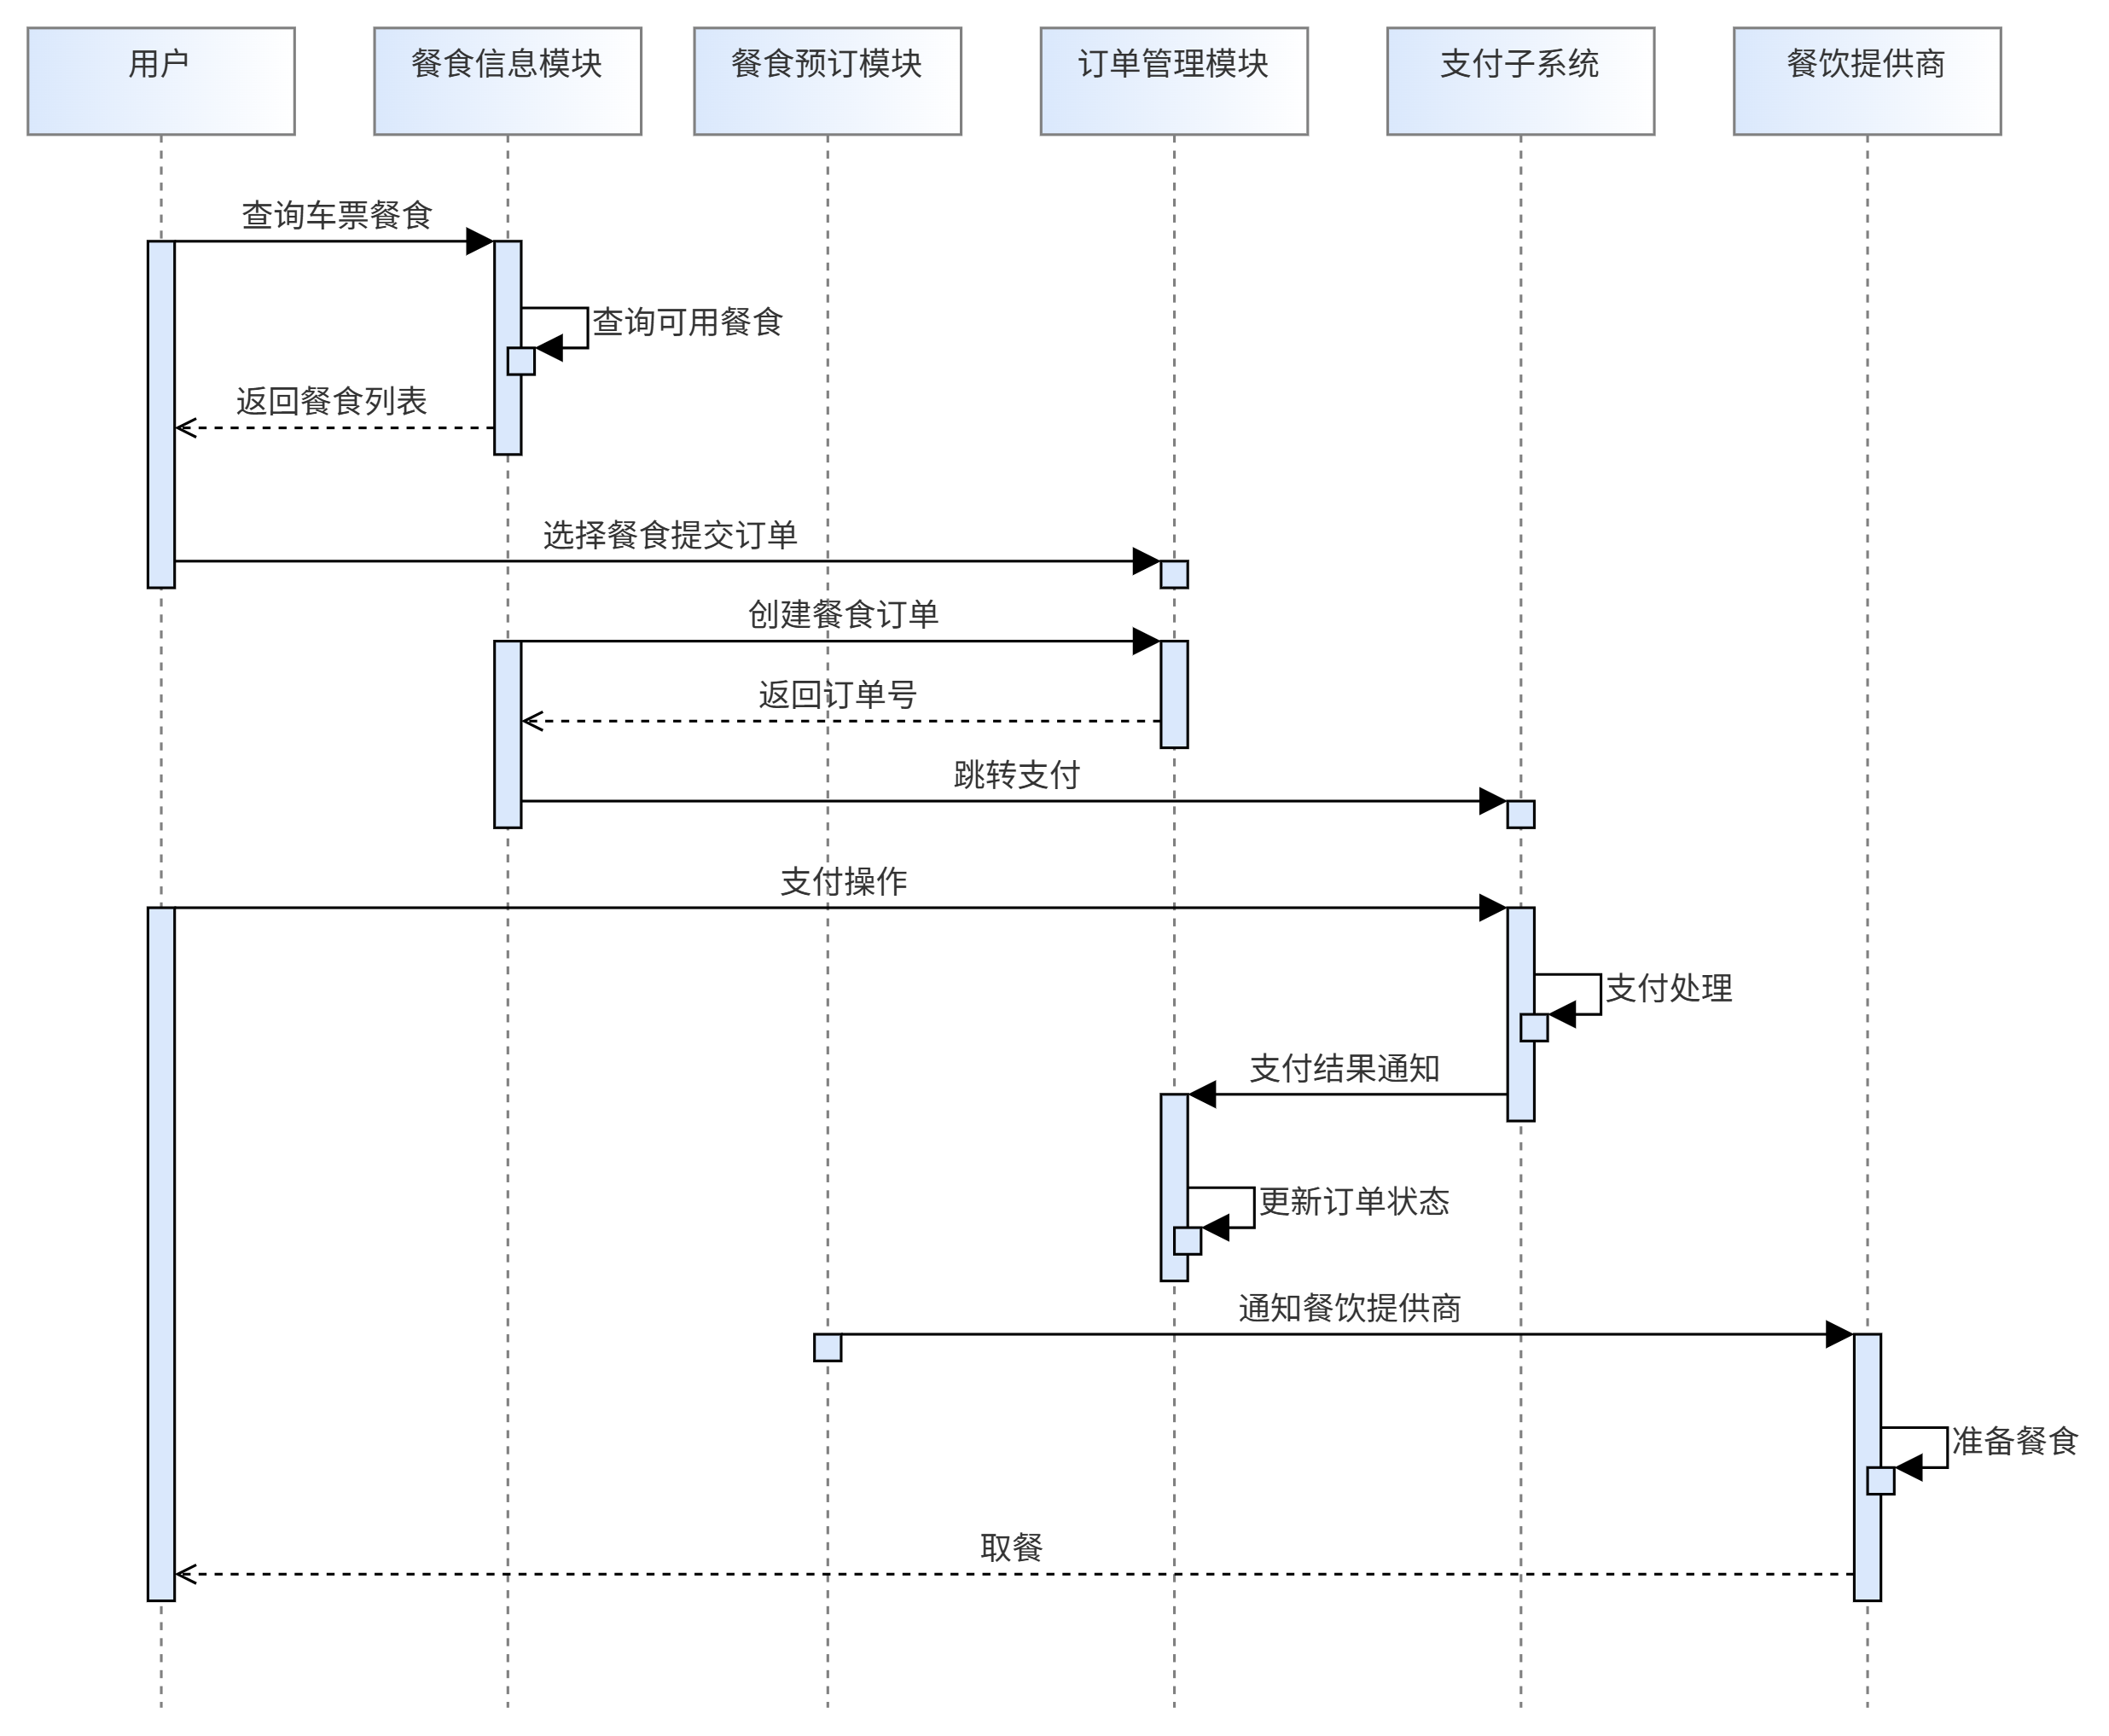 用户
餐食信息模块
餐食预订模块
订单管理模块
支付子系统
餐饮提供商
查询车票餐食
查询可用餐食
返回餐食列表
选择餐食提交订单
创建餐食订单
返回订单号
跳转支付
支付操作
支付处理
支付结果通知
更新订单状态
通知餐饮提供商
准备餐食
取餐